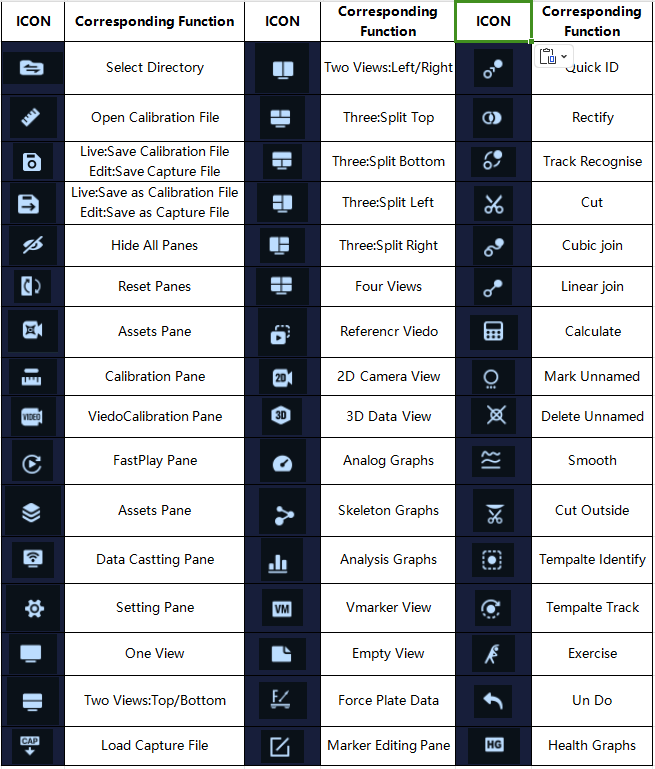 ICON Corresponding Function ICON Corresponding Function ICON Corresponding Function
Select Directory Two Views:Left/Right Quick ID
Open Calibration File Three:Split Top Rectify
Live:Save Calibration File
Edit:Save Capture File Three:Split Bottom Track Recognise
Live:Save as Calibration File
Edit:Save as Capture File Three:Split Left Cut
Hide All Panes Three:Split Right Cubic join
Reset Panes Four Views Linear join
Assets Pane Referencr Viedo Calculate
Calibration Pane 2D 2D Camera View Mark Unnamed
VIDEO ViedoCalibration Pane 3D 3D Data View Delete Unnamed
FastPlay Pane Analog Graphs Smooth
Assets Pane Skeleton Graphs Cut Outside
Data Castting Pane Analysis Graphs Tempalte Identify
Setting Pane VM Vmarker View Tempalte Track
One View Empty View Exercise
Two Views:Top/Bottom F Force Plate Data Un Do
CAP Load Capture File Marker Editing Pane HG Health Graphs